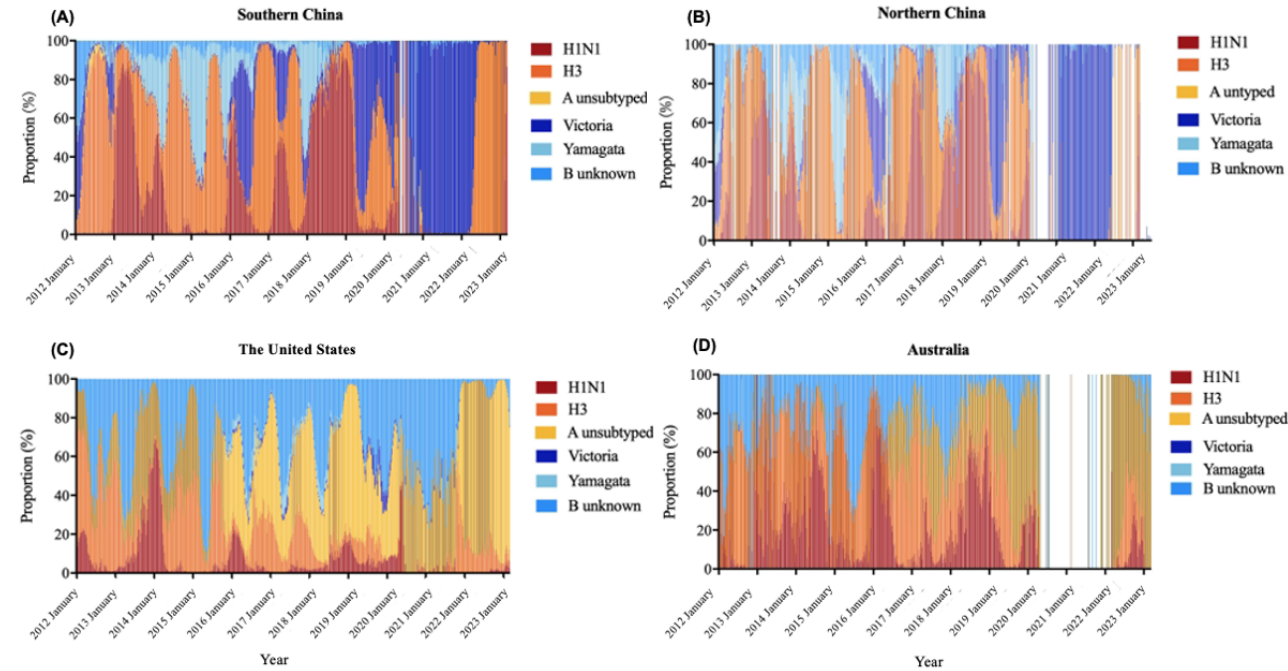 (A)
Southern China
Proportion (%)
100
80
60
40
20
0
2012 January
2013 January
2014 January
2015 January
2016 January
2017 January
2018 January
2019 January
2020 January
2021 January
2022 January
2023 January
H1N1
H3
A unsubtyped
Victoria
Yamagata
B unknown
(B)
Northern China
Proportion (%)
100
80
60
40
20
0
2012 January
2013 January
2014 January
2015 January
2016 January
2017 January
2018 January
2019 January
2020 January
2021 January
2022 January
2023 January
H1N1
H3
A untyped
Victoria
Yamagata
B unknown
(C)
The United States
Proportion (%)
100
80
60
40
20
0
2012 January
2013 January
2014 January
2015 January
2016 January
2017 January
2018 January
2019 January
2020 January
2021 January
2022 January
2023 January
Year
H1N1
H3
A unsubtyped
Victoria
Yamagata
B unknown
(D)
Australia
Proportion (%)
100
80
60
40
20
0
2012 January
2013 January
2014 January
2015 January
2016 January
2017 January
2018 January
2019 January
2020 January
2021 January
2022 January
2023 January
Year
H1N1
H3
A unsubtyped
Victoria
Yamagata
B unknown